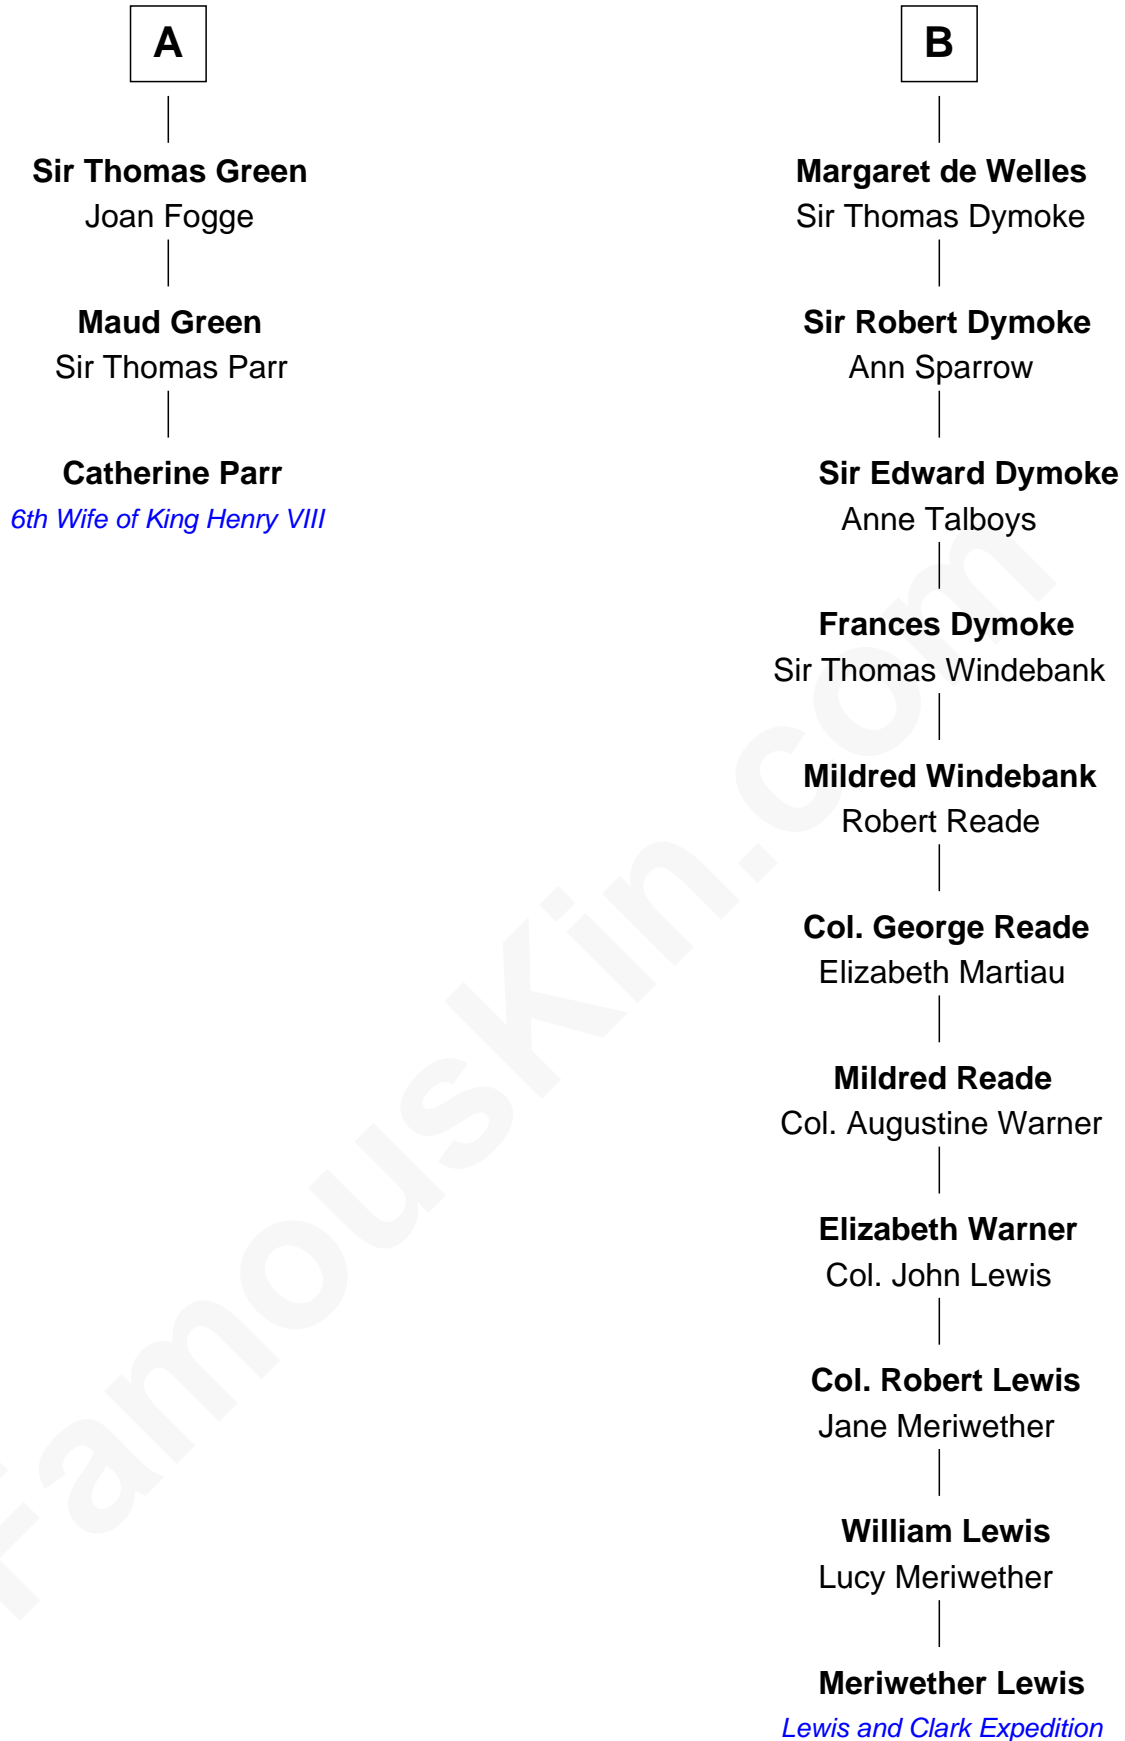 A
Sir Thomas Green
Joan Fogge
Maud Green
Sir Thomas Parr
Catherine Parr
6th Wife of King Henry VIII
B
Margaret de Welles
Sir Thomas Dymoke
Sir Robert Dymoke
Ann Sparrow
Sir Edward Dymoke
Anne Talboys
Frances Dymoke
Sir Thomas Windebank
Mildred Windebank
Robert Reade
Col. George Reade
Elizabeth Martiau
Mildred Reade
Col. Augustine Warner
Elizabeth Warner
Col. John Lewis
Col. Robert Lewis
Jane Meriwether
William Lewis
Lucy Meriwether
Meriwether Lewis
Lewis and Clark Expedition
FamousKin.com